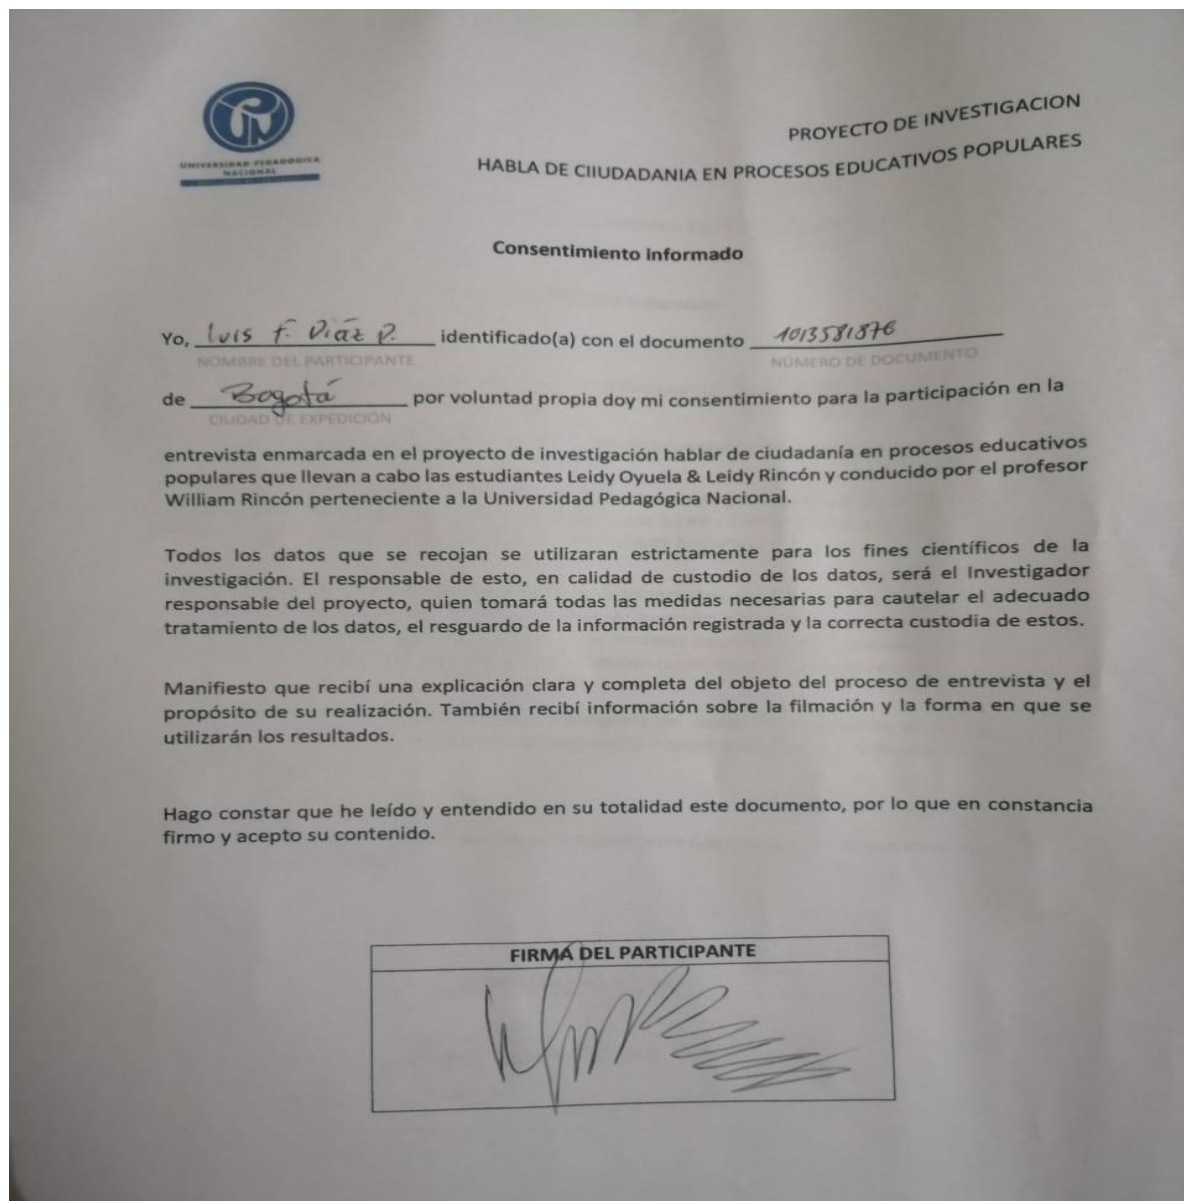 UNIVERSIDAD PEDAGOGICA
NACIONAL
PROYECTO DE INVESTIGACION
HABLA DE CIIUDADANIA EN PROCESOS EDUCATIVOS POPULARES
Consentimiento Informado
Yo, Luis F. Diáz P. identificado(a) con el documento 1013581876
NOMBRE DEL PARTICIPANTE NÚMERO DE DOCUMENTO
de Bogotá por voluntad propia doy mi consentimiento para la participación en la
CIUDAD DE EXPEDICIÓN
entrevista enmarcada en el proyecto de investigación hablar de ciudadanía en procesos educativos
populares que llevan a cabo las estudiantes Leidy Oyuela & Leidy Rincón y conducido por el profesor
William Rincón perteneciente a la Universidad Pedagógica Nacional.
Todos los datos que se recojan se utilizaran estrictamente para los fines científicos de la
investigación. El responsable de esto, en calidad de custodio de los datos, será el Investigador
responsable del proyecto, quien tomará todas las medidas necesarias para cautelar el adecuado
tratamiento de los datos, el resguardo de la información registrada y la correcta custodia de estos.
Manifiesto que recibí una explicación clara y completa del objeto del proceso de entrevista y el
propósito de su realización. También recibí información sobre la filmación y la forma en que se
utilizarán los resultados.
Hago constar que he leído y entendido en su totalidad este documento, por lo que en constancia
firmo y acepto su contenido.
FIRMA DEL PARTICIPANTE